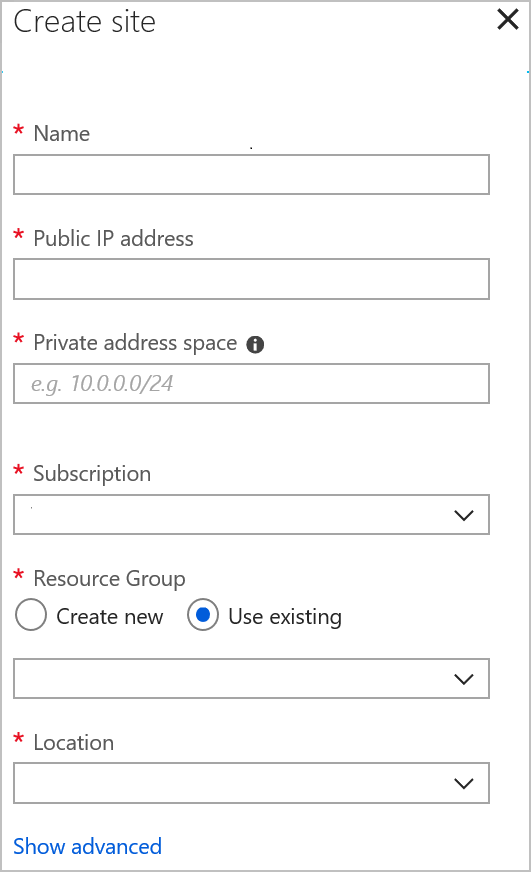 Create site
* Name
* Public IP address
* Private address space
e.g. 10.0.0.0/24
* Subscription
* Resource Group
Create new Use existing
* Location
Show advanced